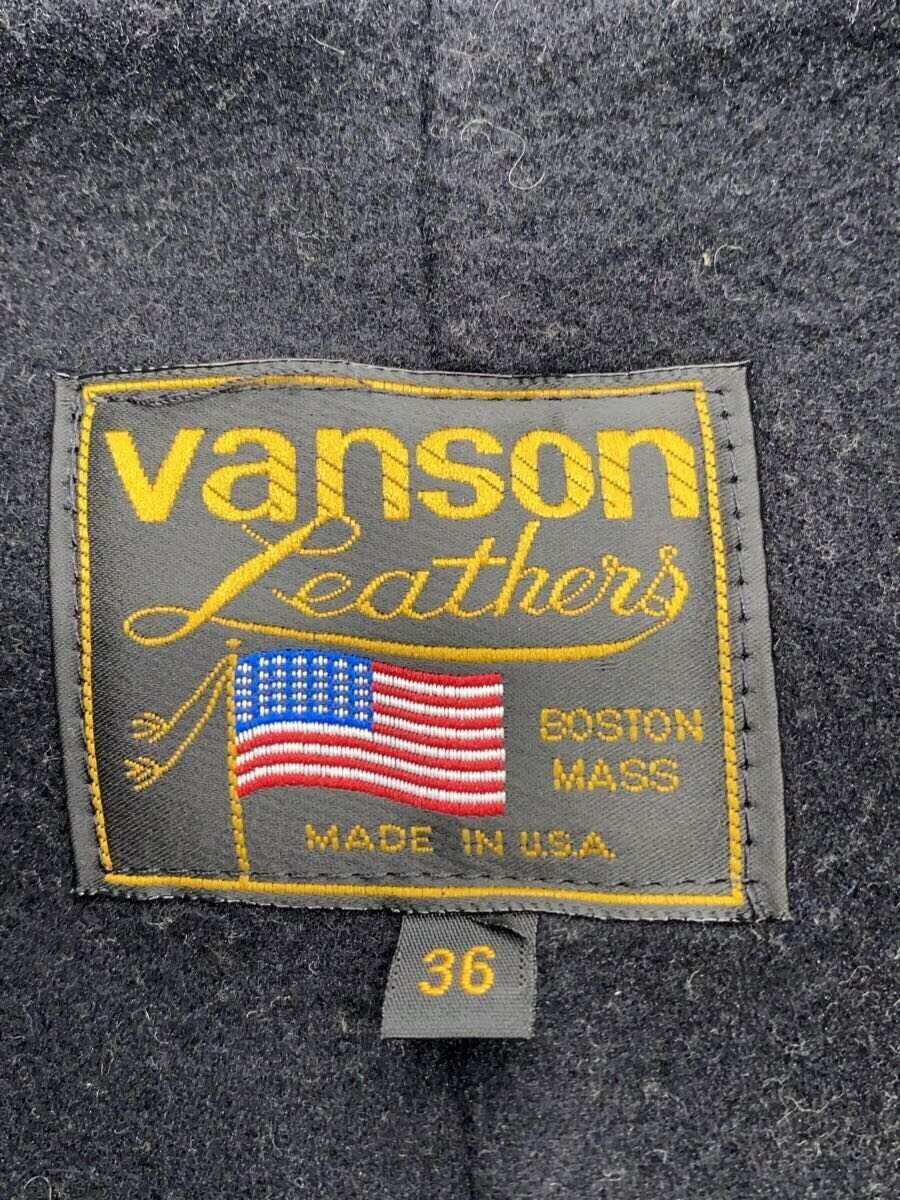 vanson
Leathers
BOSTON
MASS
MADE IN U.S.A.
36